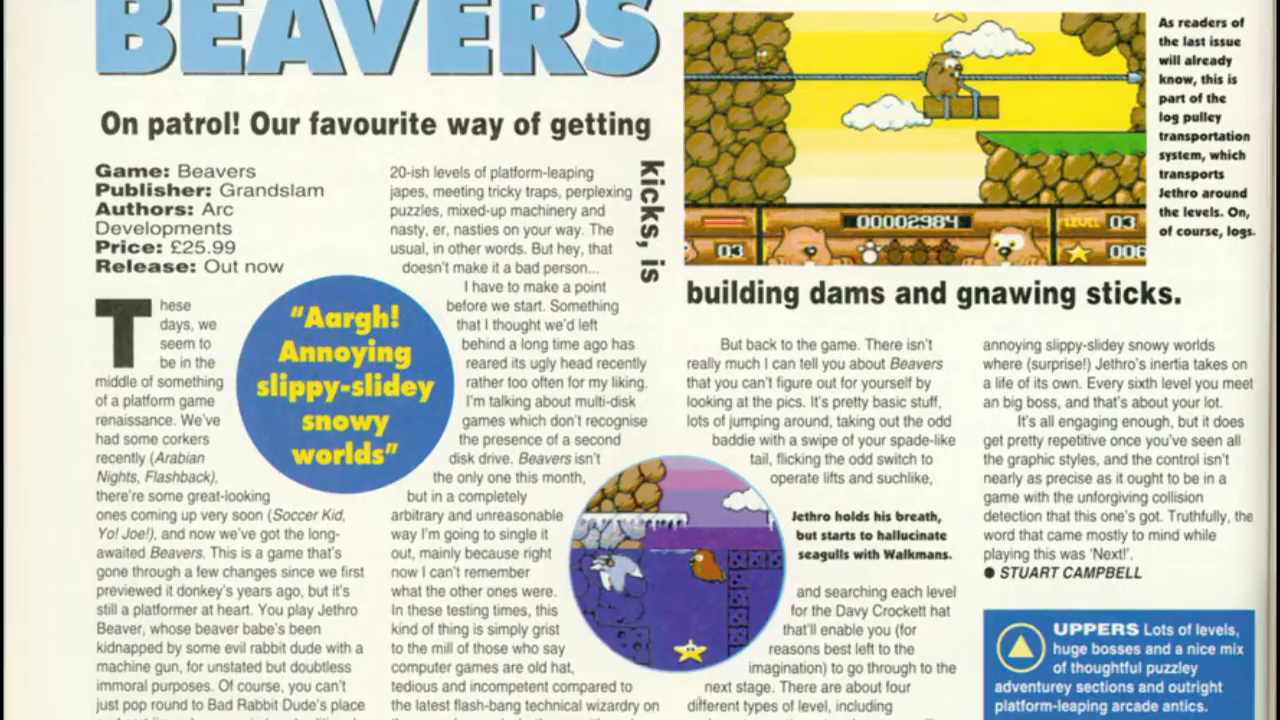 BEAVERS
On patrol! Our favourite way of getting
kicks, is
building dams and gnawing sticks.
Game: Beavers
Publisher: Grandslam
Authors: Arc
Developments
Price: £25.99
Release: Out now
These
days, we
seem to
be in the
middle of something
of a platform game
renaissance. We've
had some corkers
recently (Arabian
Nights, Flashback),
there're some great-looking
ones coming up very soon (Soccer Kid,
Yo! Joe!), and now we've got the long-
awaited Beavers. This is a game that's
gone through a few changes since we first
previewed it donkey's years ago, but it's
still a platformer at heart. You play Jethro
Beaver, whose beaver babe's been
kidnapped by some evil rabbit dude with a
machine gun, for unstated but doubtless
immoral purposes. Of course, you can't
just pop round to Bad Rabbit Dude's place
"Aargh!
Annoying
slippy-slidey
snowy
worlds"
20-ish levels of platform-leaping
japes, meeting tricky traps, perplexing
puzzles, mixed-up machinery and
nasty, er, nasties on your way. The
usual, in other words. But hey, that
doesn't make it a bad person...
I have to make a point
before we start. Something
that I thought we'd left
behind a long time ago has
reared its ugly head recently
rather too often for my liking.
I'm talking about multi-disk
games which don't recognise
the presence of a second
disk drive. Beavers isn't
the only one this month,
but in a completely
arbitrary and unreasonable
way I'm going to single it
out, mainly because right
now I can't remember
what the other ones were.
In these testing times, this
kind of thing is simply grist
to the mill of those who say
computer games are old hat,
tedious and incompetent compared to
the latest flash-bang technical wizardry on
00002984
LEVEL 03
03
006
As readers of
the last issue
will already
know, this is
part of the
log pulley
transportation
system, which
transports
Jethro around
the levels. On,
of course, logs.
But back to the game. There isn't
really much I can tell you about Beavers
that you can't figure out for yourself by
looking at the pics. It's pretty basic stuff,
lots of jumping around, taking out the odd
baddie with a swipe of your spade-like
tail, flicking the odd switch to
operate lifts and suchlike,
Jethro holds his breath,
but starts to hallucinate
seagulls with Walkmans.
and searching each level
for the Davy Crockett hat
that'll enable you (for
reasons best left to the
imagination) to go through to the
next stage. There are about four
different types of level, including
annoying slippy-slidey snowy worlds
where (surprise!) Jethro's inertia takes on
a life of its own. Every sixth level you meet
an big boss, and that's about your lot.
It's all engaging enough, but it does
get pretty repetitive once you've seen all
the graphic styles, and the control isn't
nearly as precise as it ought to be in a
game with the unforgiving collision
detection that this one's got. Truthfully, the
word that came mostly to mind while
playing this was 'Next!'.
● STUART CAMPBELL
UPPERS Lots of levels,
huge bosses and a nice mix
of thoughtful puzzley
adventurey sections and outright
platform-leaping arcade antics.